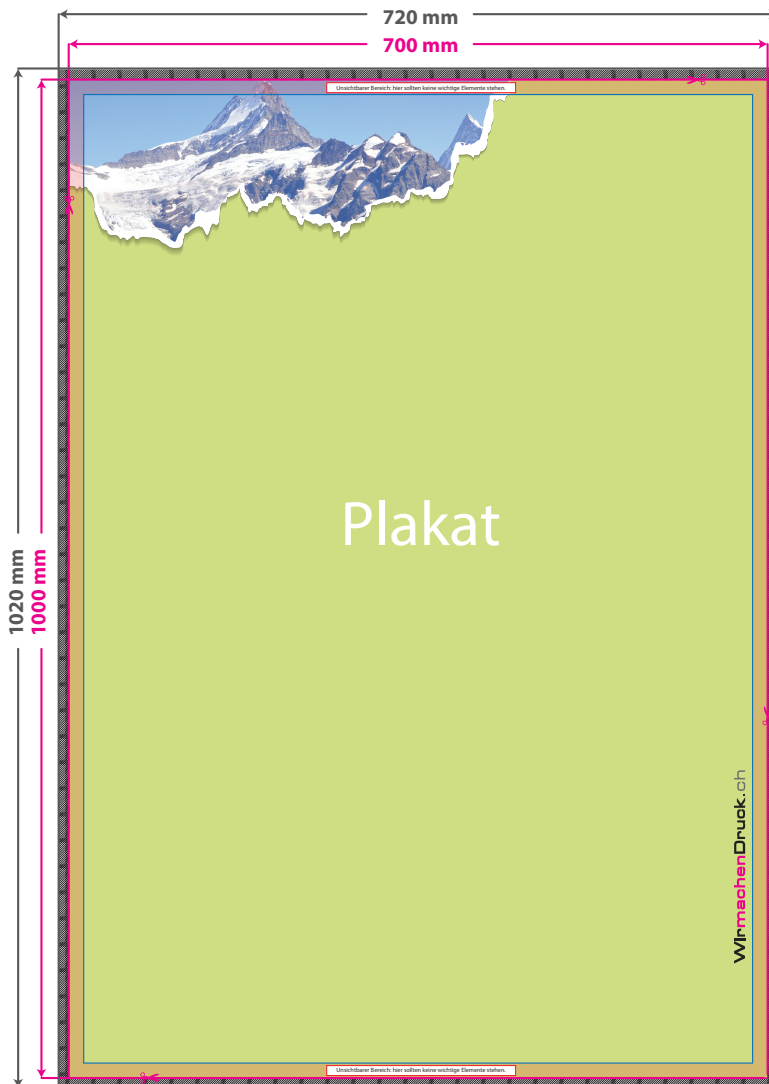 720 mm
700 mm
Unsichtbarer Bereich: hier sollten keine wichtige Elemente stehen.
1020 mm
1000 mm
Plakat
WirmachenDruck.ch
Unsichtbarer Bereich: hier sollten keine wichtige Elemente stehen.